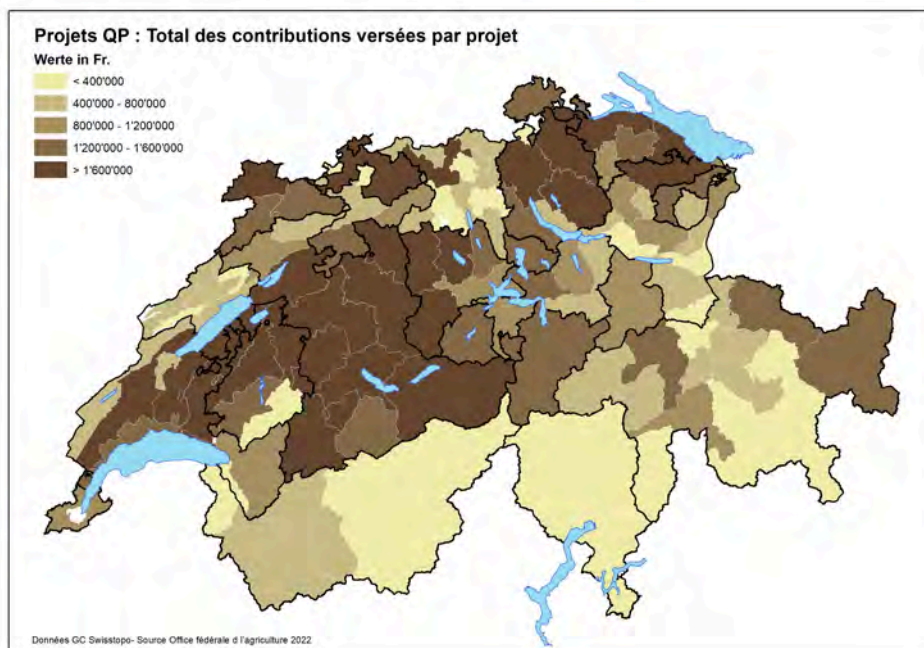 Projets QP : Total des contributions versées par projet
Werte in Fr.
< 400'000
400'000 - 800'000
800'000 - 1'200'000
1'200'000 - 1'600'000
> 1'600'000
Données GC Swisstopo- Source Office fédérale d l'agriculture 2022